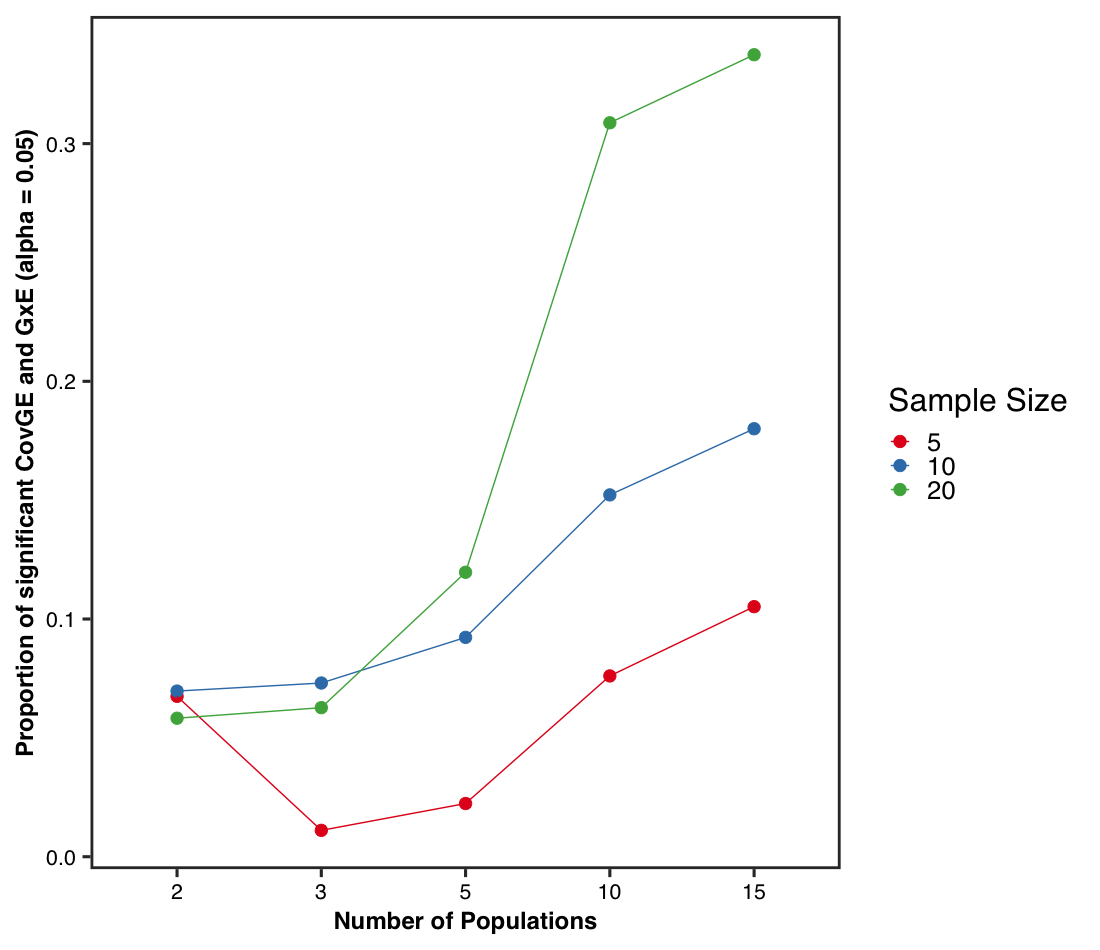 Proportion of significant CovGE and GxE (alpha = 0.05)
0.3
0.2
0.1
0.0
2 3 5 10 15
Number of Populations
Sample Size
5
10
20